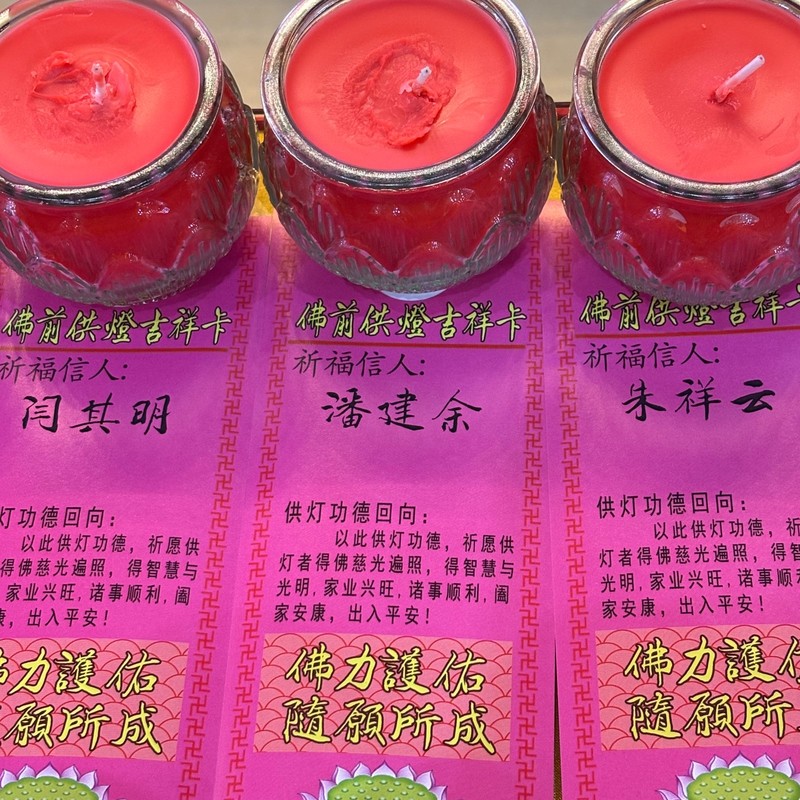 佛前供燈吉祥卡
祈福信人:
闫其明
灯功德回向:
以此供灯功德，祈愿供
得佛慈光遍照，得智慧与
家业兴旺,诸事顺利,阖
，出入平安!
力護佑
願所成
佛前供燈吉祥卡
祈福信人:
潘建余
供灯功德回向:
以此供灯功德，祈愿供
灯者得佛慈光遍照，得智慧与
光明,家业兴旺,诸事顺利,阖
家安康，出入平安!
佛力護佑
隨願所成
佛前供燈吉祥
祈福信人:
朱祥云
供灯功德回向:
以此供灯功德，祈
灯者得佛慈光遍照，得智
光明,家业兴旺,诸事顺
家安康，出入平安!
佛力護佑
隨願所